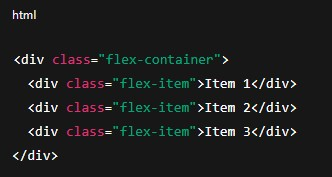 html
<div class="flex-container">
  <div class="flex-item">Item 1</div>
  <div class="flex-item">Item 2</div>
  <div class="flex-item">Item 3</div>
</div>